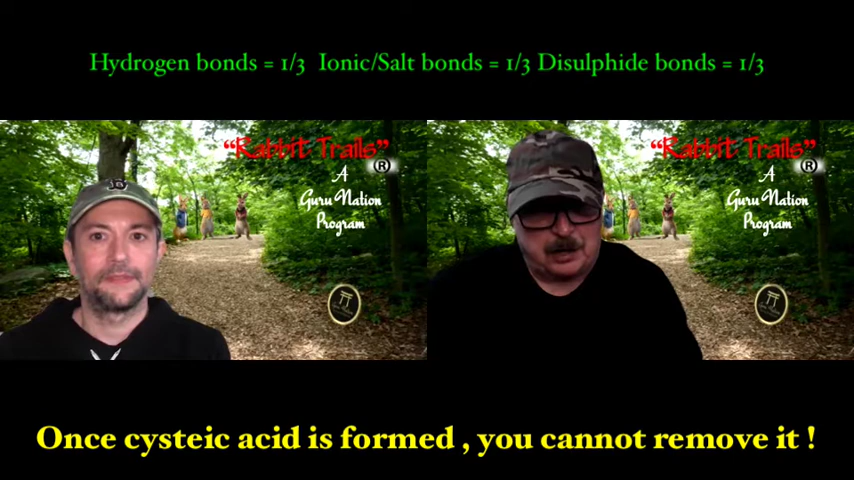 Hydrogen bonds = 1/3 Ionic/Salt bonds = 1/3 Disulphide bonds = 1/3
"Rabbit Trails" ®
A
Guru Nation
Program
"Rabbit Trails" ®
A
Guru Nation
Program
Once cysteic acid is formed , you cannot remove it !